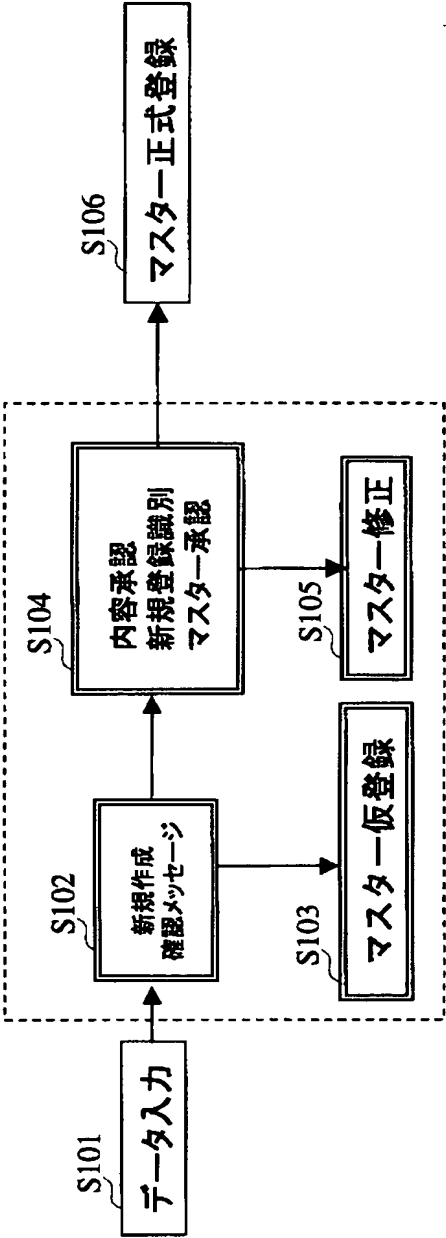 S101
データ入力
S102
新規作成
確認メッセージ
S103
マスター仮登録
S104
内容承認
新規登録識別
マスター承認
S105
マスター修正
S106
マスター正式登録